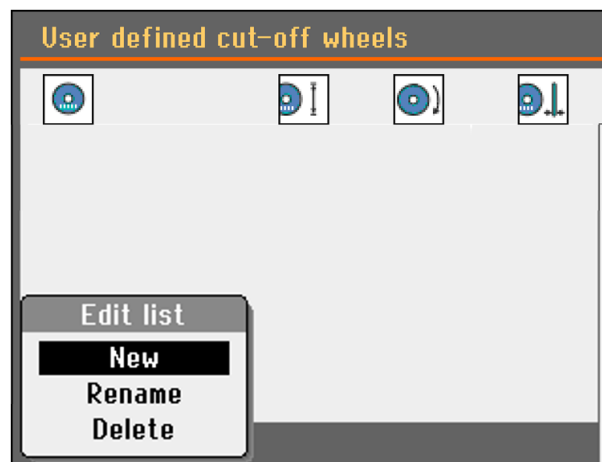 User defined cut-off wheels
Edit list
New
Rename
Delete